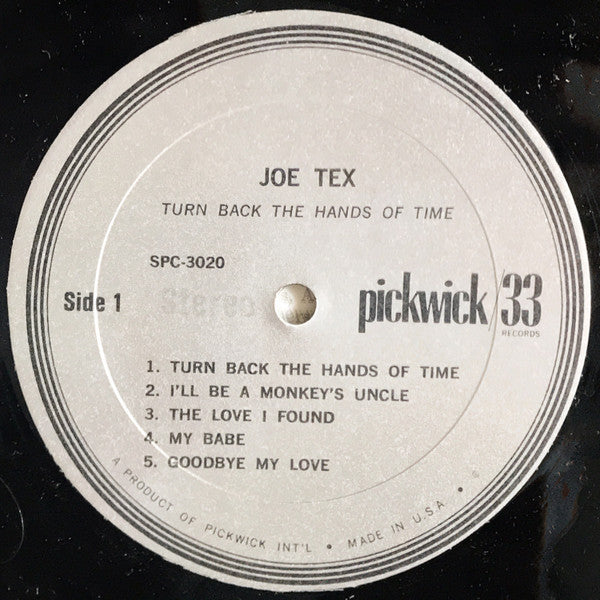 JOE TEX
TURN BACK THE HANDS OF TIME
SPC-3020
Side 1
Stereo
pickwick/33
RECORDS
1. TURN BACK THE HANDS OF TIME
2. I'LL BE A MONKEY'S UNCLE
3. THE LOVE I FOUND
4. MY BABE
5. GOODBYE MY LOVE
A PRODUCT OF PICKWICK INT'L • MADE IN U.S.A •